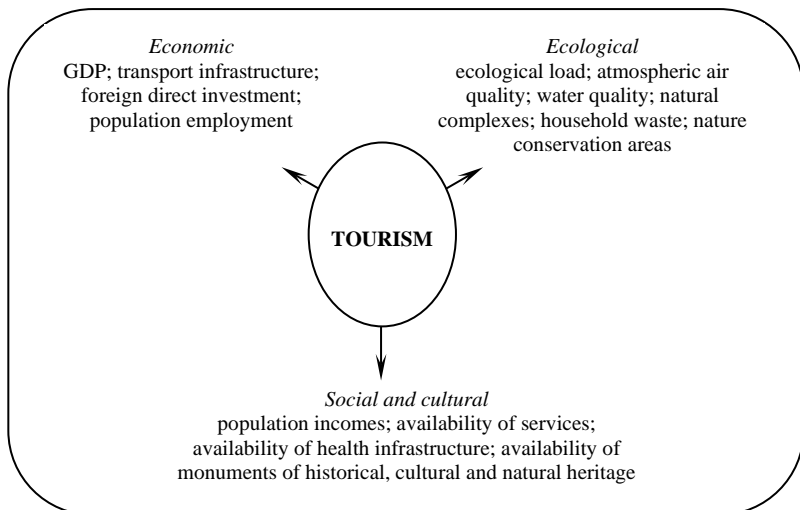 Economic
GDP; transport infrastructure;
foreign direct investment;
population employment
Ecological
ecological load; atmospheric air
quality; water quality; natural
complexes; household waste; nature
conservation areas
TOURISM
Social and cultural
population incomes; availability of services;
availability of health infrastructure; availability of
monuments of historical, cultural and natural heritage